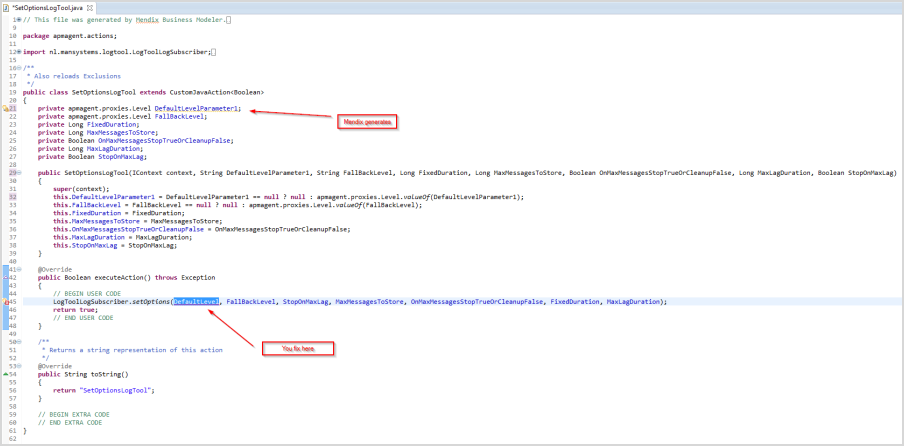 *SetOptionsLogTool.java
1 // This file was generated by Mendix Business Modeler.
9
10 package apmagent.actions;
11
12 import nl.mansystems.logtool.LogToolLogSubscriber;
15
16 /**
17 * Also reloads Exclusions
18 */
19 public class SetOptionsLogTool extends CustomJavaAction<Boolean>
20 {
21 private apmagent.proxies.Level DefaultLevelParameter1;
22 private apmagent.proxies.Level FallBackLevel;
23 private Long FixedDuration;
24 private Long MaxMessagesToStore;
25 private Boolean OnMaxMessagesStopTrueOrCleanupFalse;
26 private Long MaxLagDuration;
27 private Boolean StopOnMaxLag;
Mendix generates
28
29 public SetOptionsLogTool(IContext context, String DefaultLevelParameter1, String FallBackLevel, Long FixedDuration, Long MaxMessagesToStore, Boolean OnMaxMessagesStopTrueOrCleanupFalse, Long MaxLagDuration, Boolean StopOnMaxLag)
30 {
31 super(context);
32 this.DefaultLevelParameter1 = DefaultLevelParameter1 == null ? null : apmagent.proxies.Level.valueOf(DefaultLevelParameter1);
33 this.FallBackLevel = FallBackLevel == null ? null : apmagent.proxies.Level.valueOf(FallBackLevel);
34 this.FixedDuration = FixedDuration;
35 this.MaxMessagesToStore = MaxMessagesToStore;
36 this.OnMaxMessagesStopTrueOrCleanupFalse = OnMaxMessagesStopTrueOrCleanupFalse;
37 this.MaxLagDuration = MaxLagDuration;
38 this.StopOnMaxLag = StopOnMaxLag;
39 }
40
41 @Override
42 public Boolean executeAction() throws Exception
43 {
44 // BEGIN USER CODE
45 LogToolLogSubscriber.setOptions(DefaultLevel, FallBackLevel, StopOnMaxLag, MaxMessagesToStore, OnMaxMessagesStopTrueOrCleanupFalse, FixedDuration, MaxLagDuration);
46 return true;
47 // END USER CODE
48 }
49
You fix here
50 /**
51 * Returns a string representation of this action
52 */
53 @Override
54 public String toString()
55 {
56 return "SetOptionsLogTool";
57 }
58
59 // BEGIN EXTRA CODE
60 // END EXTRA CODE
61 }
62